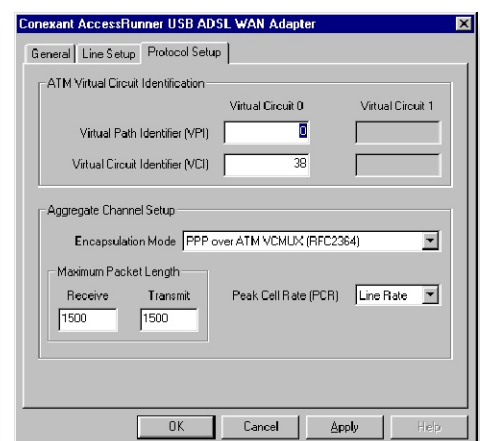 Conexant AccessRunner USB ADSL WAN Adapter
General Line Setup Protocol Setup
ATM Virtual Circuit Identification
Virtual Circuit 0 Virtual Circuit 1
Virtual Path Identifier (VPI) 0
Virtual Circuit Identifier (VCI) 38
Aggregate Channel Setup
Encapsulation Mode PPP over ATM VCMUX (RFC2364)
Maximum Packet Length
Receive Transmit Peak Cell Rate (PCR) Line Rate
1500 1500
OK Cancel Apply Help